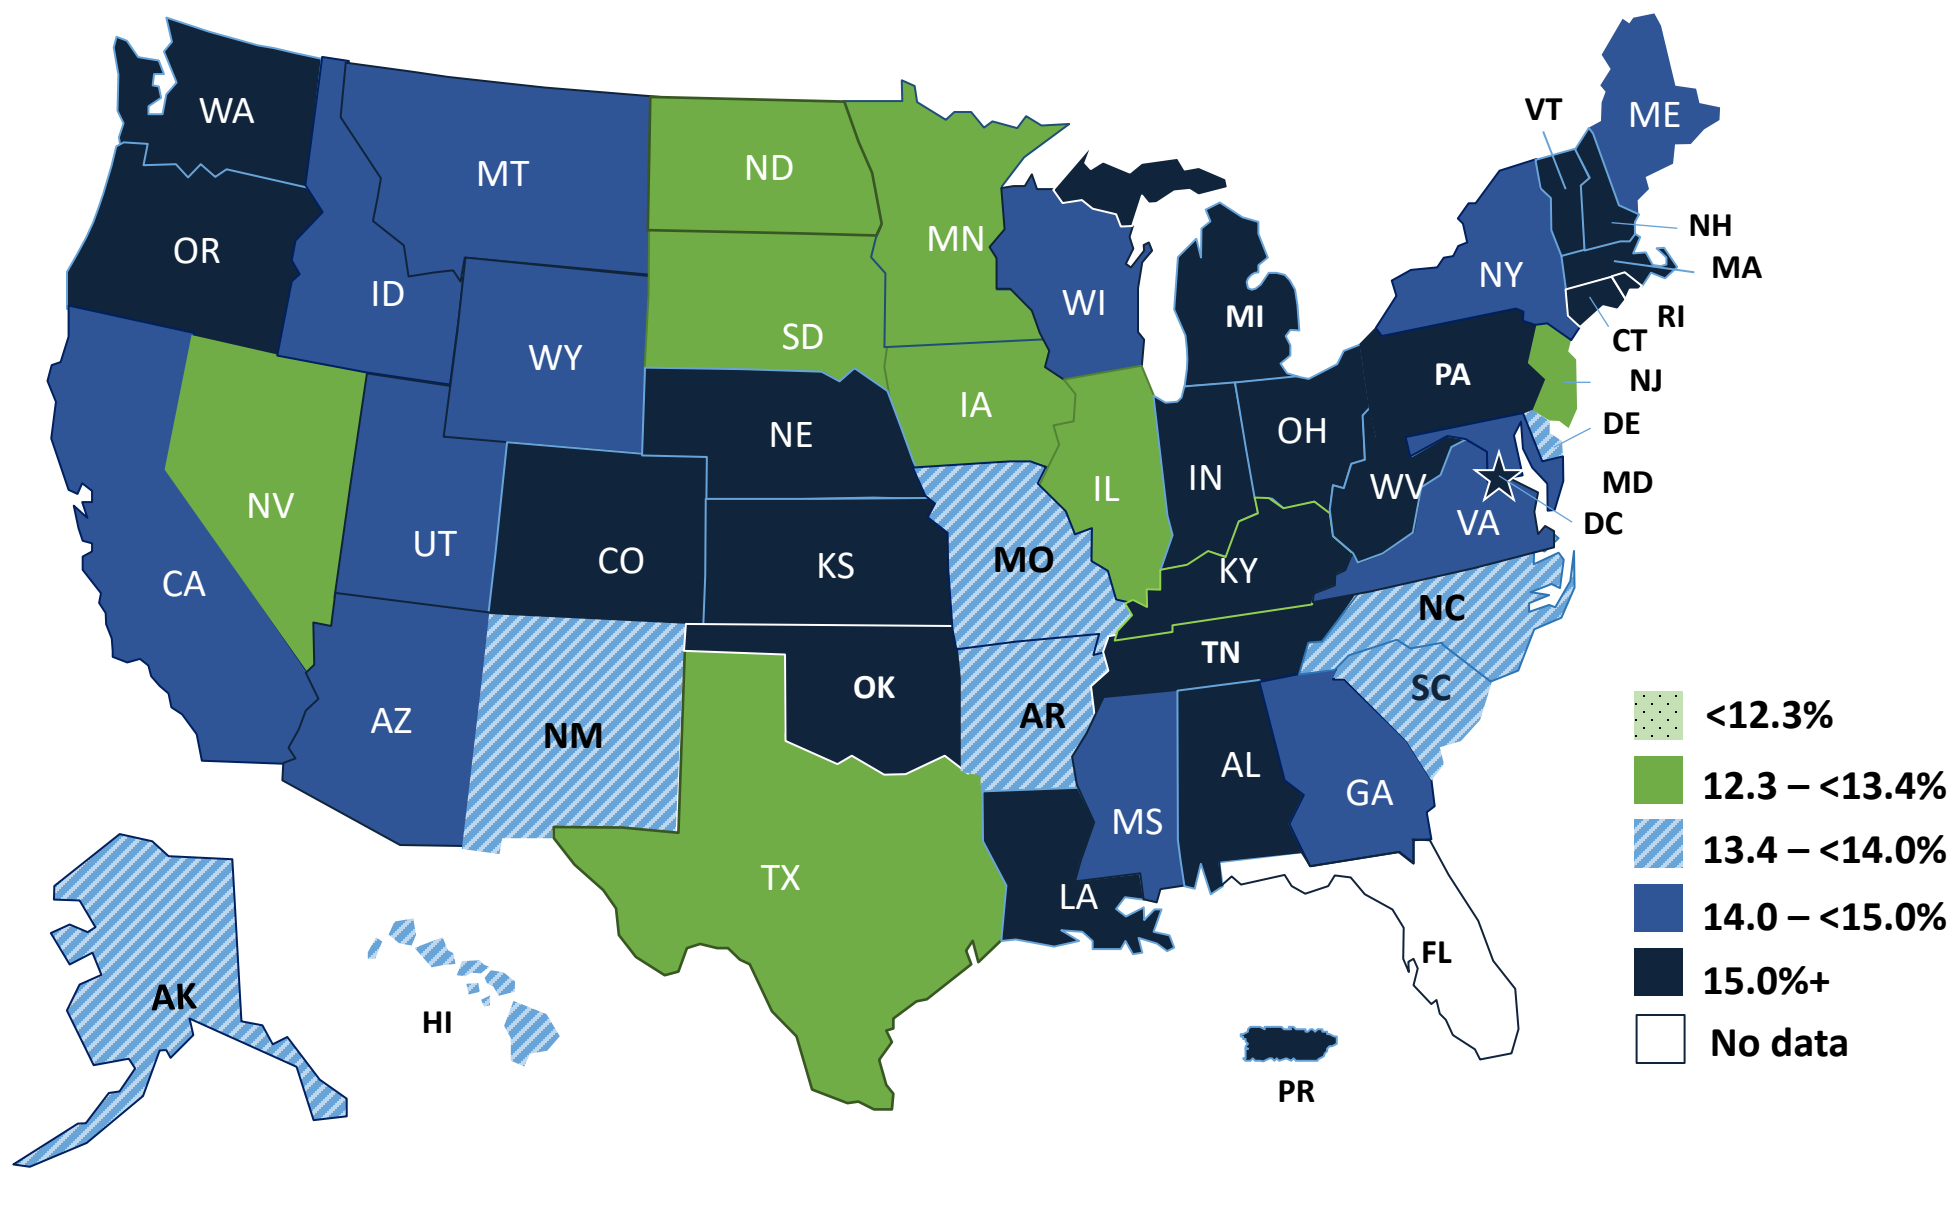 WA
OR
CA
NV
ID
MT
WY
UT
AZ
CO
NM
ND
SD
NE
KS
OK
TX
MN
IA
MO
AR
LA
WI
IL
MI
IN
OH
KY
TN
MS
AL
GA
FL
SC
NC
VA
WV
PA
NY
VT
ME
NH
MA
RI
CT
NJ
DE
MD
DC
AK
HI
PR
<12.3%
12.3 – <13.4%
13.4 – <14.0%
14.0 – <15.0%
15.0%+
No data